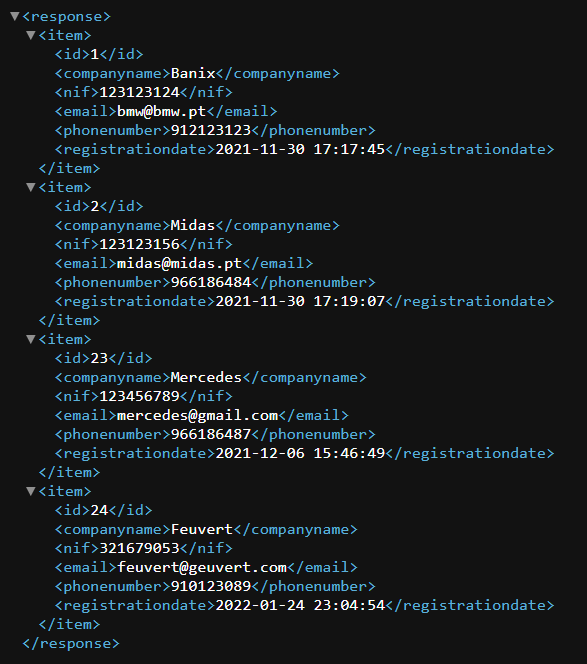 <response>
<item>
<id>1</id>
<companyname>Banix</companyname>
<nif>123123124</nif>
<email>bmw@bmw.pt</email>
<phonenumber>912123123</phonenumber>
<registrationdate>2021-11-30 17:17:45</registrationdate>
</item>
<item>
<id>2</id>
<companyname>Midas</companyname>
<nif>123123156</nif>
<email>midas@midas.pt</email>
<phonenumber>966186484</phonenumber>
<registrationdate>2021-11-30 17:19:07</registrationdate>
</item>
<item>
<id>23</id>
<companyname>Mercedes</companyname>
<nif>123456789</nif>
<email>mercedes@gmail.com</email>
<phonenumber>966186487</phonenumber>
<registrationdate>2021-12-06 15:46:49</registrationdate>
</item>
<item>
<id>24</id>
<companyname>Feuvert</companyname>
<nif>321679053</nif>
<email>feuvert@geuvert.com</email>
<phonenumber>910123089</phonenumber>
<registrationdate>2022-01-24 23:04:54</registrationdate>
</item>
</response>